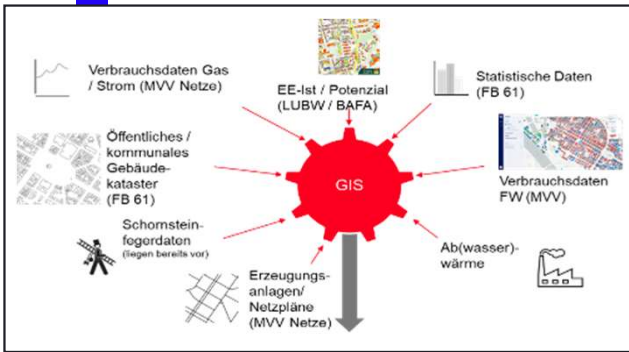 Verbrauchsdaten Gas
/ Strom (MVV Netze)
EE-Ist / Potenzial
(LUBW / BAFA)
Statistische Daten
(FB 61)
Öffentliches /
kommunales
Gebäude-
kataster
(FB 61)
GIS
Verbrauchsdaten
FW (MVV)
Schornstein-
fegerdaten
(liegen bereits vor)
Ab(wasser)-
wärme
Erzeugungs-
anlagen/
Netzpläne
(MVV Netze)